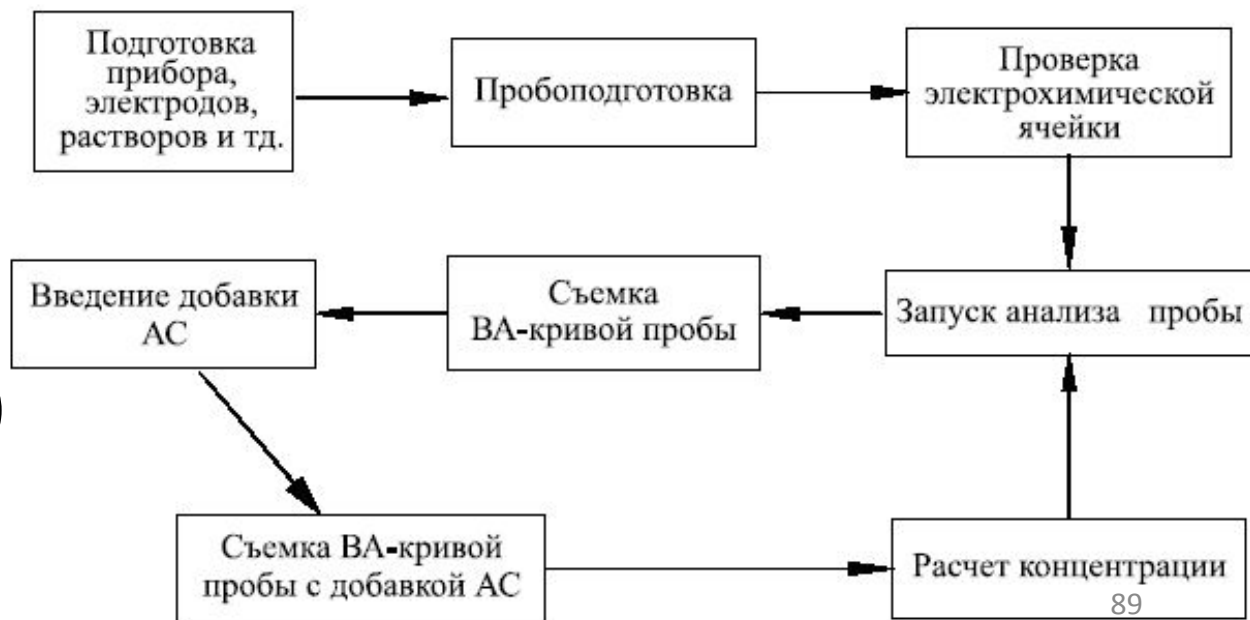 Подготовка
прибора,
электродов,
растворов и тд.
Пробоподготовка
Проверка
электрохимической
ячейки
Введение добавки
АС
Съемка
ВА-кривой пробы
Запуск анализа пробы
)
Съемка ВА-кривой
пробы с добавкой АС
Расчет концентрации
89